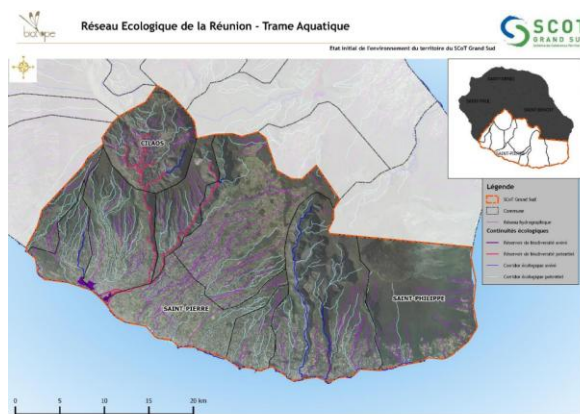 biotope
Réseau Ecologique de la Réunion - Trame Aquatique
SCOT
GRAND SUD
Etat initial de l'environnement du territoire du SCoT Grand Sud
CILAOS
SAINT-PIERRE
SAINT-PHILIPPE
Légende
SCoT Grand Sud
Commune
Réseau hydrographique
Continuités écologiques
Réservoir de biodiversité avéré
Réservoir de biodiversité potentiel
Corridor écologique avéré
Corridor écologique potentiel
0 5 10 15 20 km